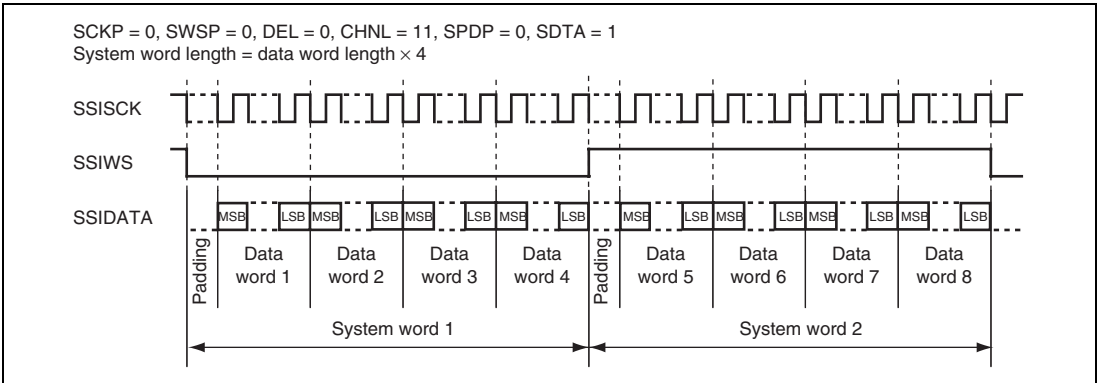 SCKP = 0, SWSP = 0, DEL = 0, CHNL = 11, SPDP = 0, SDTA = 1
System word length = data word length × 4
SSISCK
SSIWS
SSIDATA
MSB LSB MSB LSB MSB LSB MSB LSB MSB LSB MSB LSB MSB LSB MSB LSB
Padding
Data word 1
Data word 2
Data word 3
Data word 4
Padding
Data word 5
Data word 6
Data word 7
Data word 8
System word 1
System word 2